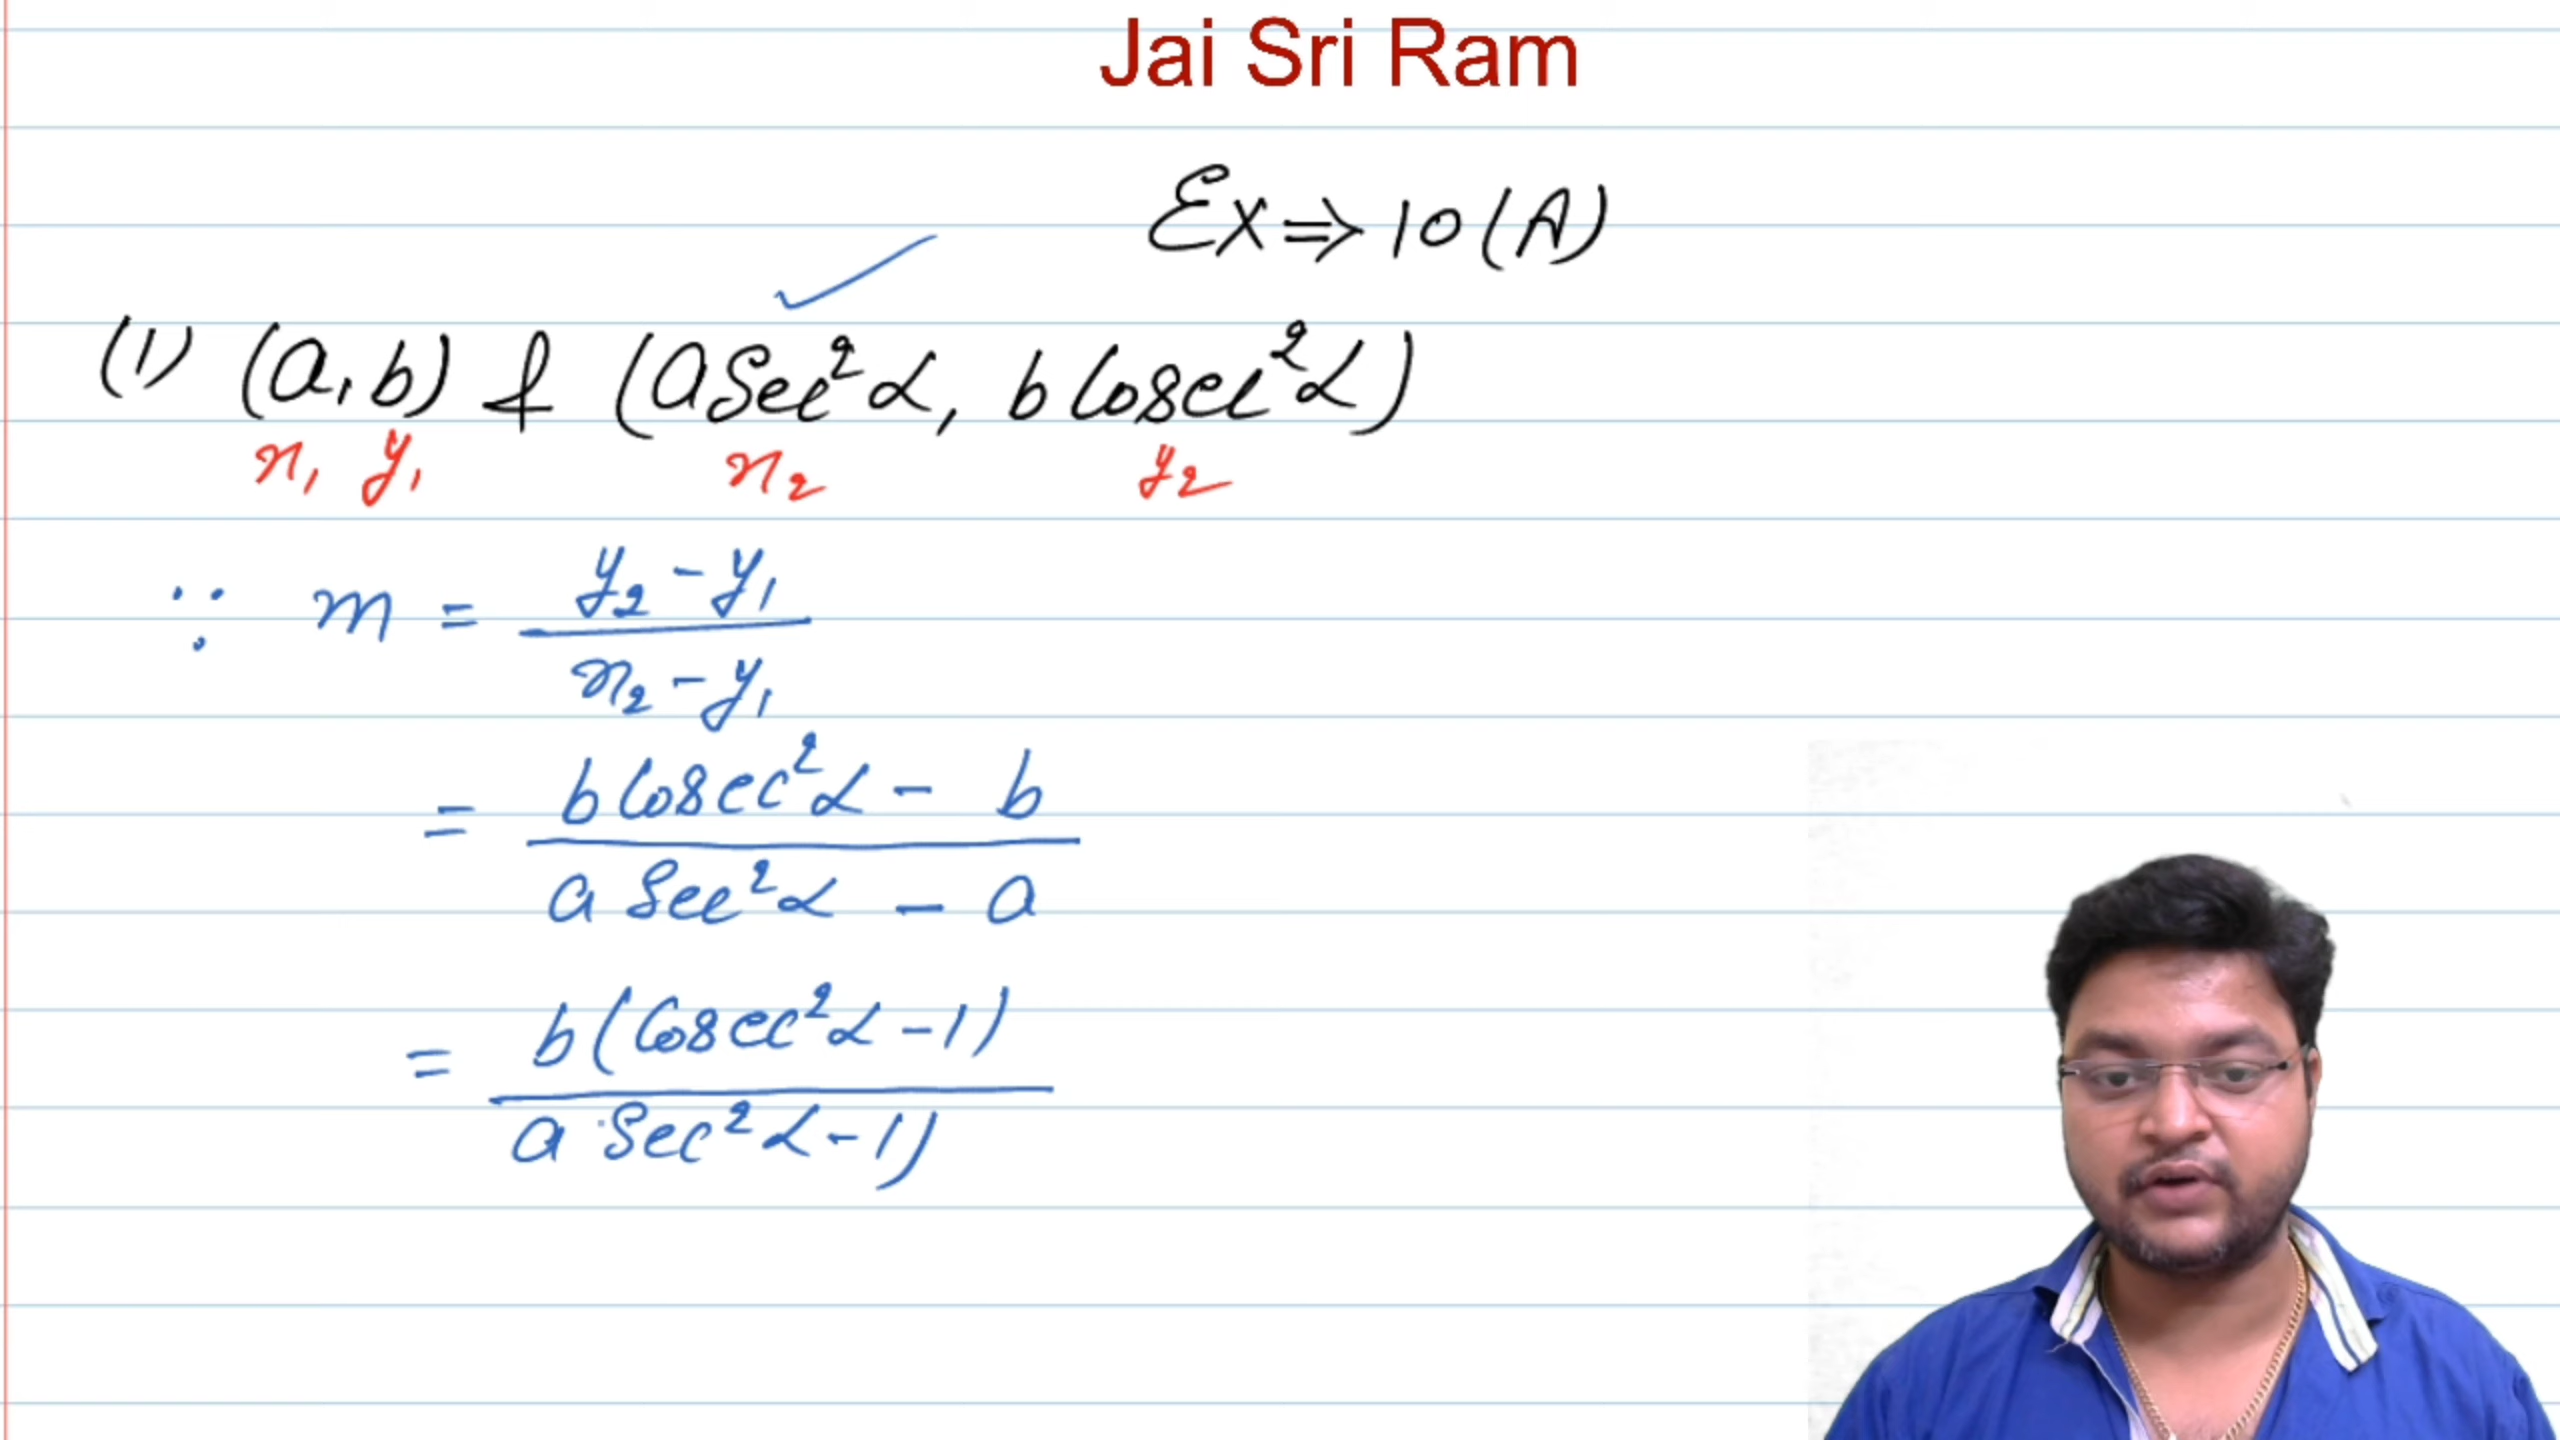 Jai Sri Ram
Ex ⇒ 10 (A)
(1) (a, b) & (a Sec²α, b Cosec²α)
x₁ y₁ x₂ y₂
∵ m = y₂ - y₁
x₂ - y₁
= b Cosec²α - b
a Sec²α - a
= b (Cosec²α - 1)
a Sec²α - 1)